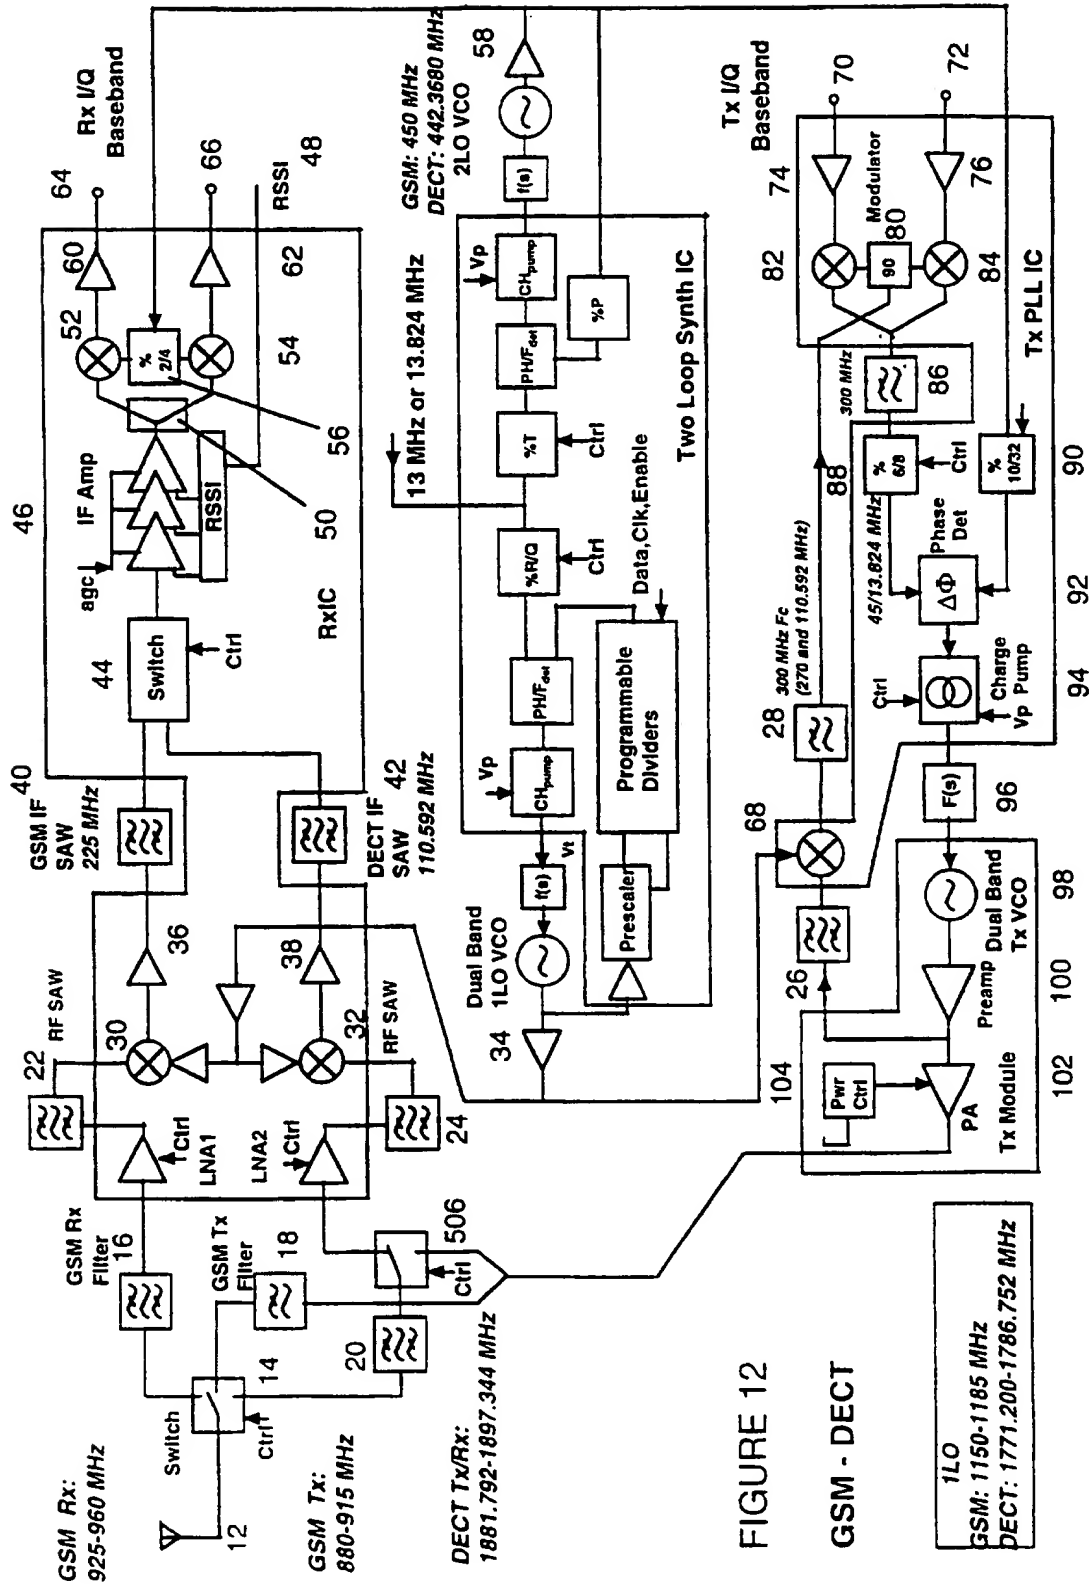 GSM Rx:
925-960 MHz
12
Switch
14
Ctrl
GSM Tx:
880-915 MHz
DECT Tx/Rx:
1881.792-1897.344 MHz
GSM Rx
Filter
16
GSM Tx
Filter
18
20
506
Ctrl
22
RF SAW
30
Ctrl
LNA1
LNA2
Ctrl
32
RF SAW
24
36
38
GSM IF
SAW
225 MHz
40
DECT IF
SAW
110.592 MHz
42
44
Switch
Ctrl
46
agc
IF Amp
RSSI
RxIC
50
56
52
60
64
Rx I/Q
Baseband
%
2/4
54
62
66
RSSI
48
Dual Band
1LO VCO
34
f(s)
Vt
Vp
CHpump
PH/Fdet
%R/Q
Ctrl
13 MHz or 13.824 MHz
%T
Ctrl
PH/Fdet
Vp
CHpump
%P
f(s)
GSM: 450 MHz
DECT: 442.3680 MHz
2LO VCO
58
Prescaler
Programmable
Dividers
Data,Clk,Enable
Two Loop Synth IC
104
Pwr
Ctrl
PA
Tx Module
102
Preamp
100
Dual Band
Tx VCO
98
26
68
28
300 MHz Fc
(270 and 110.592 MHz)
F(s)
96
Ctrl
Vp
Charge
Pump
94
ΔΦ
Phase
Det
92
45/13.824 MHz
88
%
6/8
Ctrl
%
10/32
90
300 MHz
86
Tx PLL IC
Tx I/Q
Baseband
82
74
70
Modulator
80
90
84
76
72
FIGURE 12
GSM - DECT
1LO
GSM: 1150-1185 MHz
DECT: 1771.200-1786.752 MHz